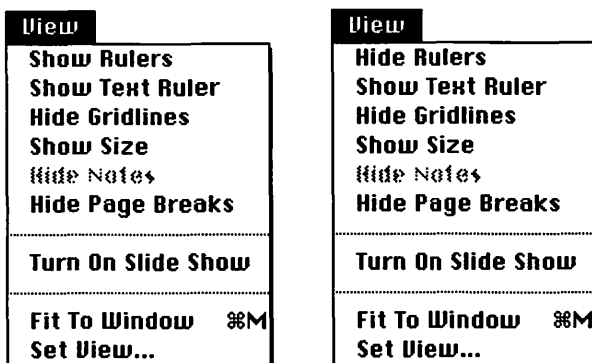 View
Show Rulers
Show Text Ruler
Hide Gridlines
Show Size
Hide Notes
Hide Page Breaks
Turn On Slide Show
Fit To Window ⌘M
Set View...
View
Hide Rulers
Show Text Ruler
Hide Gridlines
Show Size
Hide Notes
Hide Page Breaks
Turn On Slide Show
Fit To Window ⌘M
Set View...